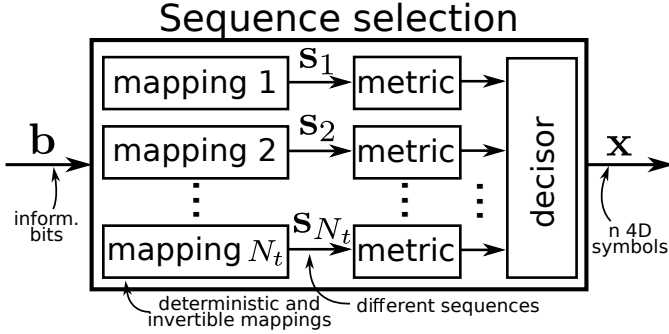 Sequence selection
mapping 1
s₁
metric
mapping 2
s₂
metric
mapping Nₜ
s_Nₜ
metric
decisor
b
inform.
bits
x
n 4D
symbols
deterministic and
invertible mappings
different sequences